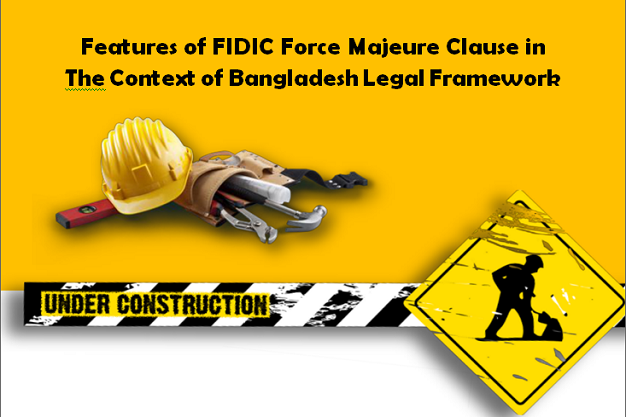 Features of FIDIC Force Majeure Clause in
The Context of Bangladesh Legal Framework
UNDER CONSTRUCTION